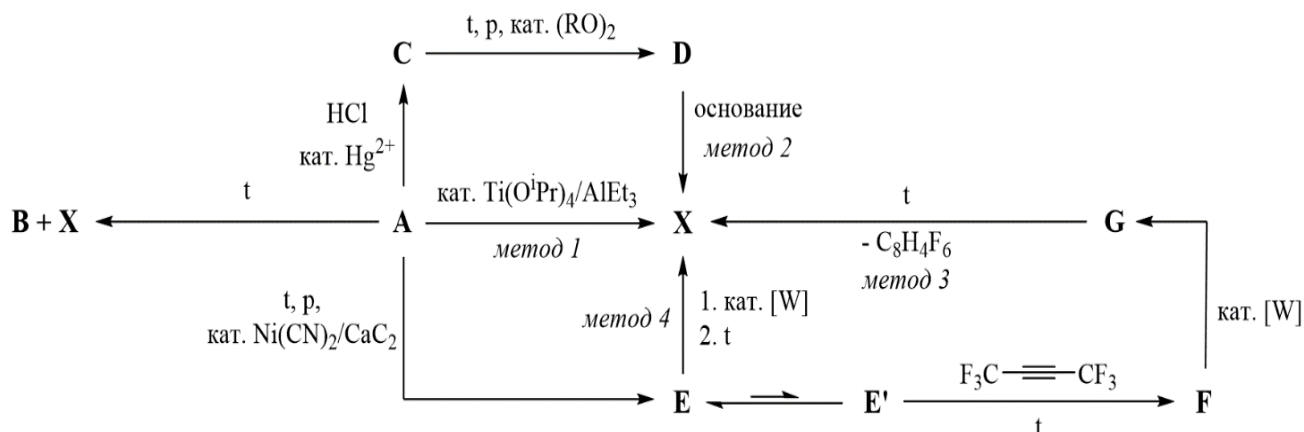 t, p, кат. (RO)2
C D
HCl
кат. Hg2+
основание
метод 2
t
кат. Ti(OiPr)4/AlEt3
t
B + X A X G
метод 1
- C8H4F6
метод 3
t, p,
кат. Ni(CN)2/CaC2
метод 4
1. кат. [W]
2. t
кат. [W]
F3C CF3
E E' F
t